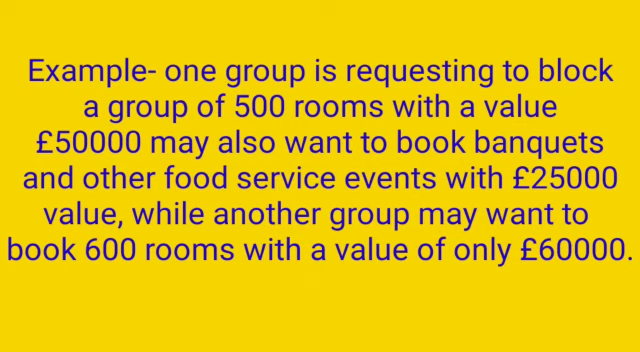 Example- one group is requesting to block
a group of 500 rooms with a value
£50000 may also want to book banquets
and other food service events with £25000
value, while another group may want to
book 600 rooms with a value of only £60000.